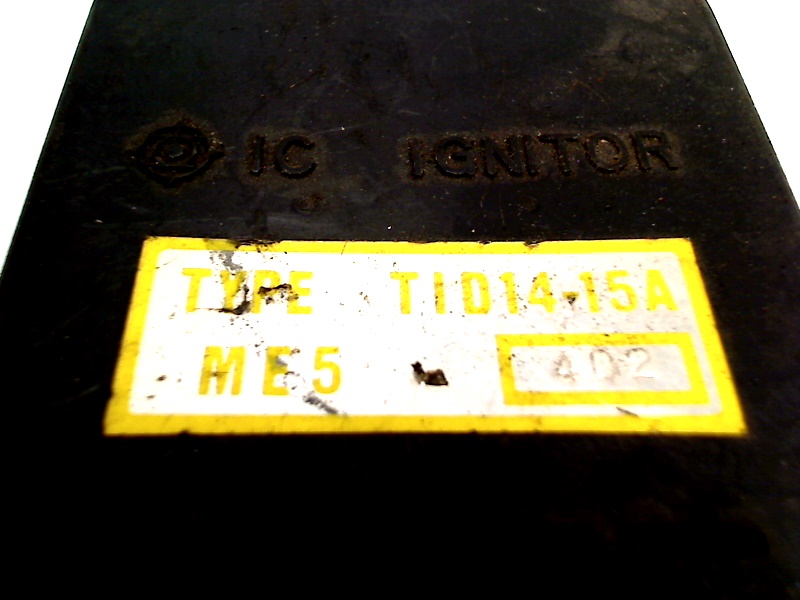 IC IGNITOR
TYPE TID14-15A
ME5 402